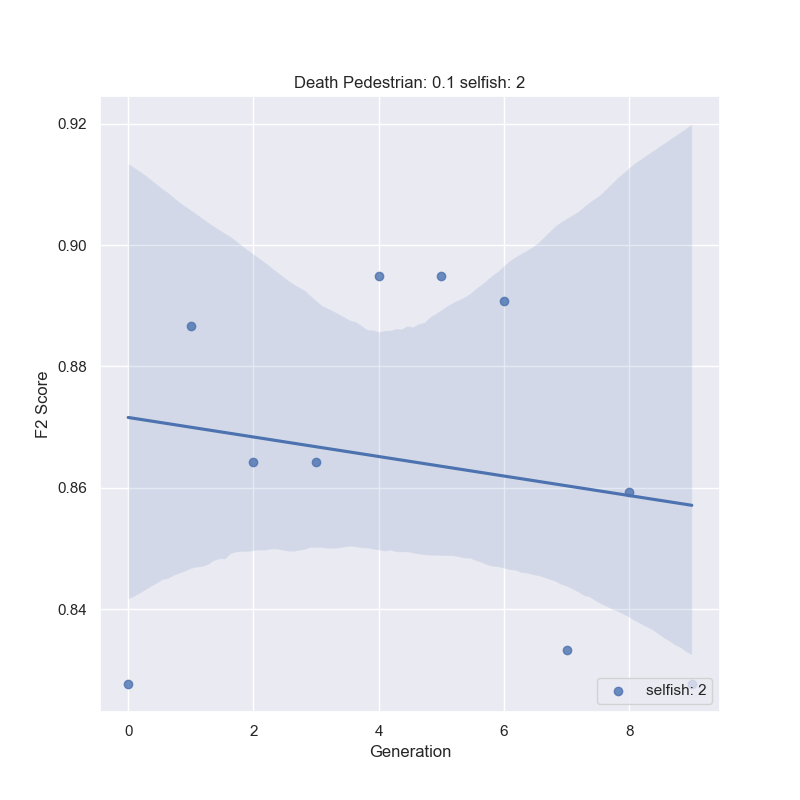 Death Pedestrian: 0.1 selfish: 2
0.92
0.90
0.88
0.86
0.84
F2 Score
0 2 4 6 8
Generation
selfish: 2